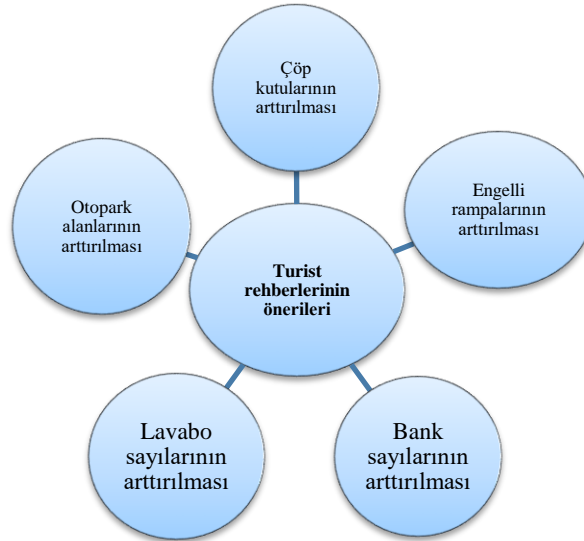 Çöp
kutularının
arttırılması
Otopark
alanlarının
arttırılması
Engelli
rampalarının
arttırılması
Turist
rehberlerinin
önerileri
Lavabo
sayılarının
arttırılması
Bank
sayılarının
arttırılması